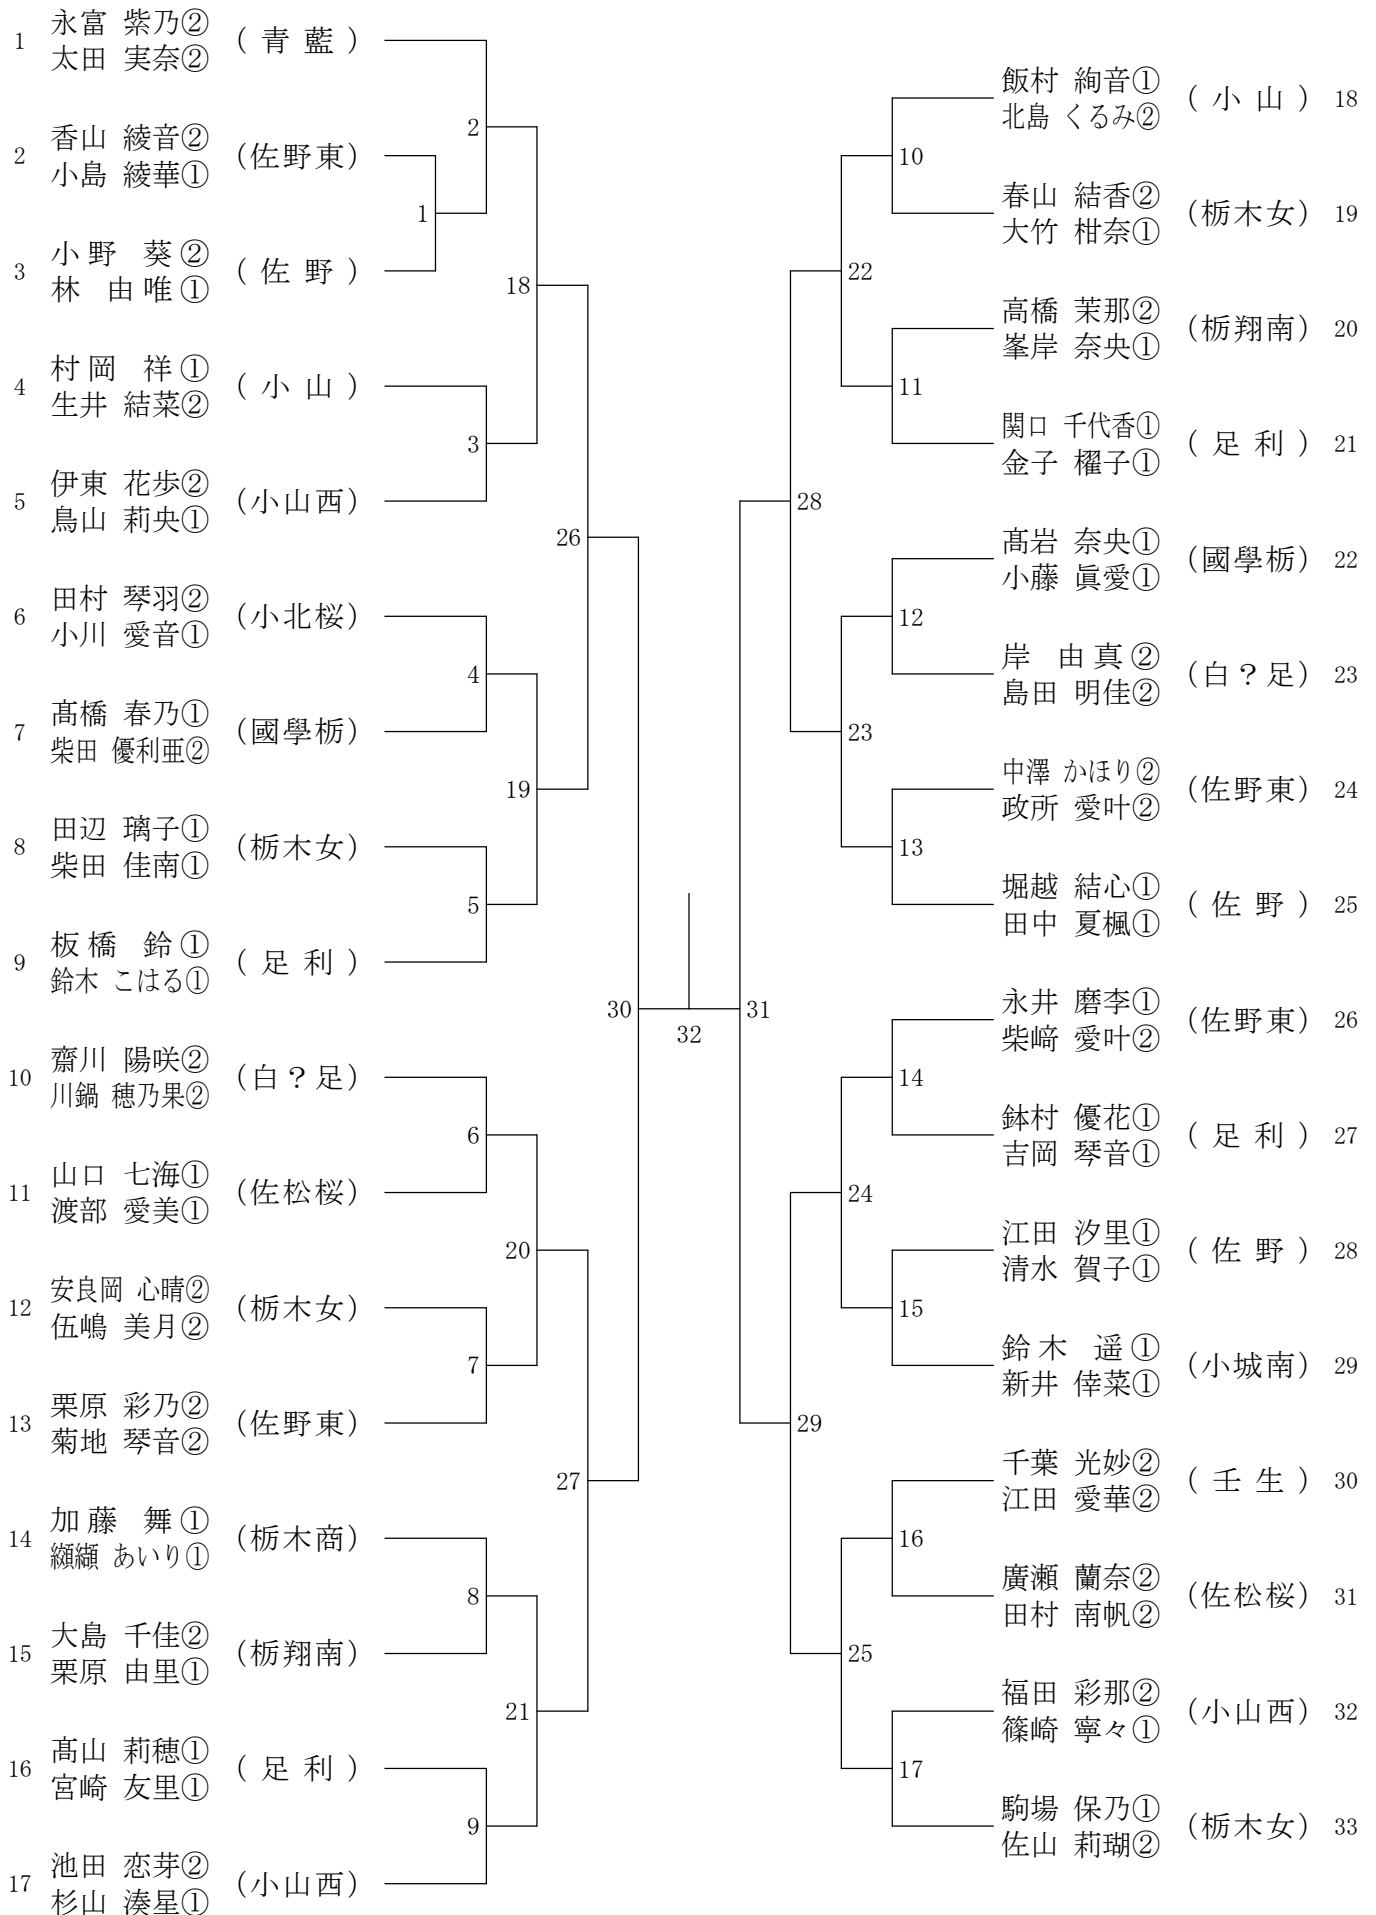 1 永富 紫乃② (青藍)
太田 実奈②
2 香山 綾音② (佐野東)
小島 綾華①
3 小野 葵② (佐野)
林 由唯①
4 村岡 祥① (小山)
生井 結菜②
5 伊東 花歩② (小山西)
鳥山 莉央①
6 田村 琴羽② (小北桜)
小川 愛音①
7 髙橋 春乃① (國學栃)
柴田 優利亜②
8 田辺 璃子① (栃木女)
柴田 佳南①
9 板橋 鈴① (足利)
鈴木 こはる①
10 齋川 陽咲② (白?足)
川鍋 穂乃果②
11 山口 七海① (佐松桜)
渡部 愛美①
12 安良岡 心晴② (栃木女)
伍嶋 美月②
13 栗原 彩乃② (佐野東)
菊地 琴音②
14 加藤 舞① (栃木商)
纐纈 あいり①
15 大島 千佳② (栃翔南)
栗原 由里①
16 髙山 莉穂① (足利)
宮崎 友里①
17 池田 恋芽② (小山西)
杉山 湊星①
1
2
3
4
5
6
7
8
9
18
19
20
21
26
27
30
32
31
28
29
22
23
24
25
10
11
12
13
14
15
16
17
飯村 絢音① (小山) 18
北島 くるみ②
春山 結香② (栃木女) 19
大竹 柑奈①
高橋 茉那② (栃翔南) 20
峯岸 奈央①
関口 千代香① (足利) 21
金子 櫂子①
髙岩 奈央① (國學栃) 22
小藤 眞愛①
岸 由真② (白?足) 23
島田 明佳②
中澤 かほり② (佐野東) 24
政所 愛叶②
堀越 結心① (佐野) 25
田中 夏楓①
永井 磨李① (佐野東) 26
柴﨑 愛叶②
鉢村 優花① (足利) 27
吉岡 琴音①
江田 汐里① (佐野) 28
清水 賀子①
鈴木 遥① (小城南) 29
新井 倖菜①
千葉 光妙② (壬生) 30
江田 愛華②
廣瀬 蘭奈② (佐松桜) 31
田村 南帆②
福田 彩那② (小山西) 32
篠崎 寧々①
駒場 保乃① (栃木女) 33
佐山 莉瑚②